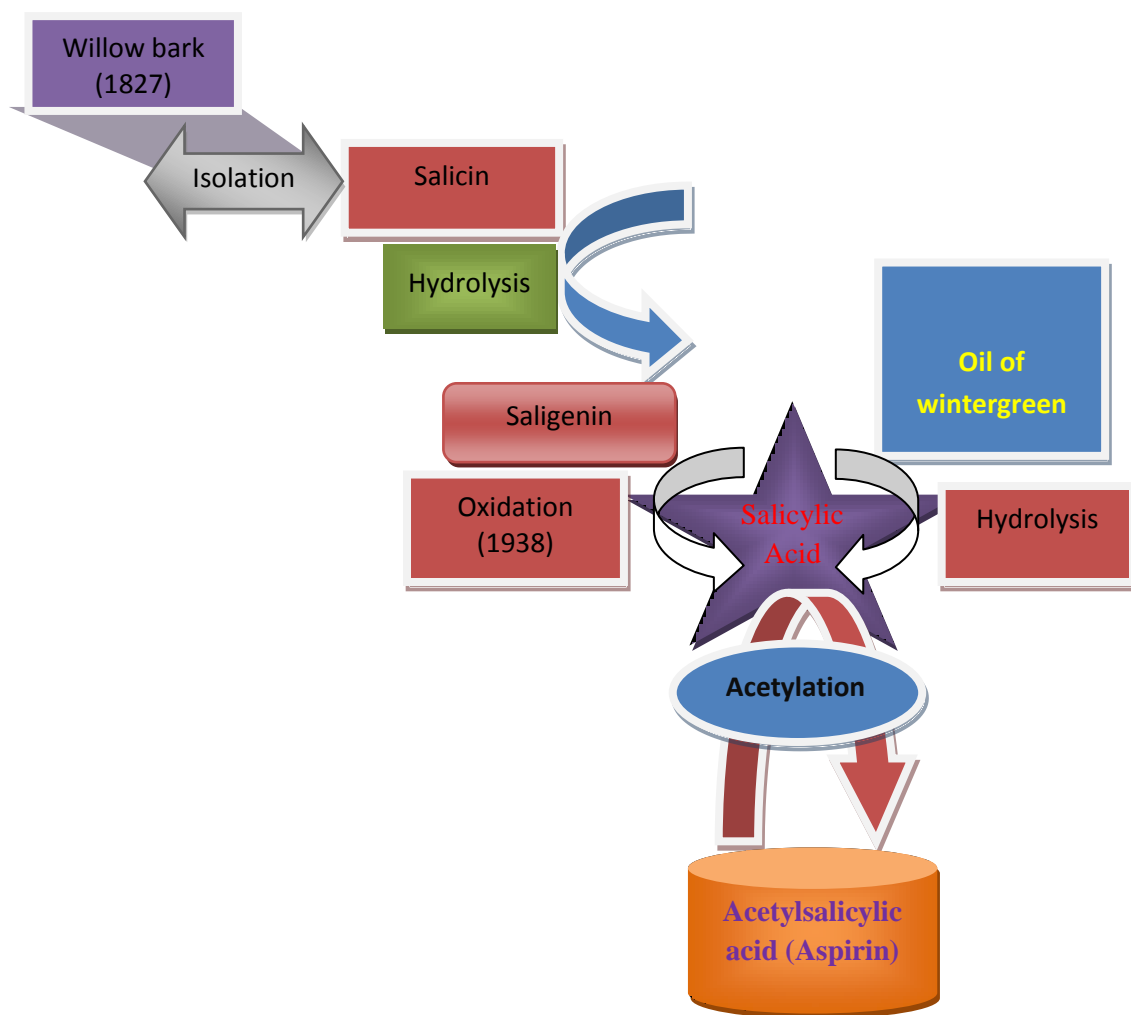 Willow bark
(1827)
Isolation
Salicin
Hydrolysis
Oil of
wintergreen
Saligenin
Oxidation
(1938)
Salicylic
Acid
Hydrolysis
Acetylation
Acetylsalicylic
acid (Aspirin)